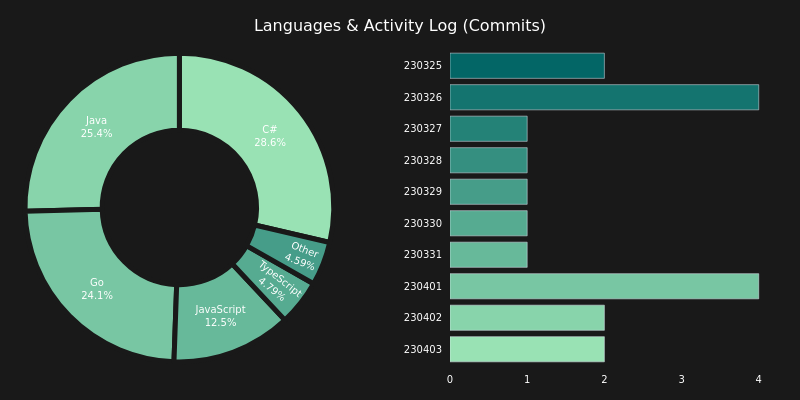 Languages & Activity Log (Commits)
C#
28.6%
Java
25.4%
Go
24.1%
JavaScript
12.5%
TypeScript
4.79%
Other
4.59%
230325
230326
230327
230328
230329
230330
230331
230401
230402
230403
0 1 2 3 4